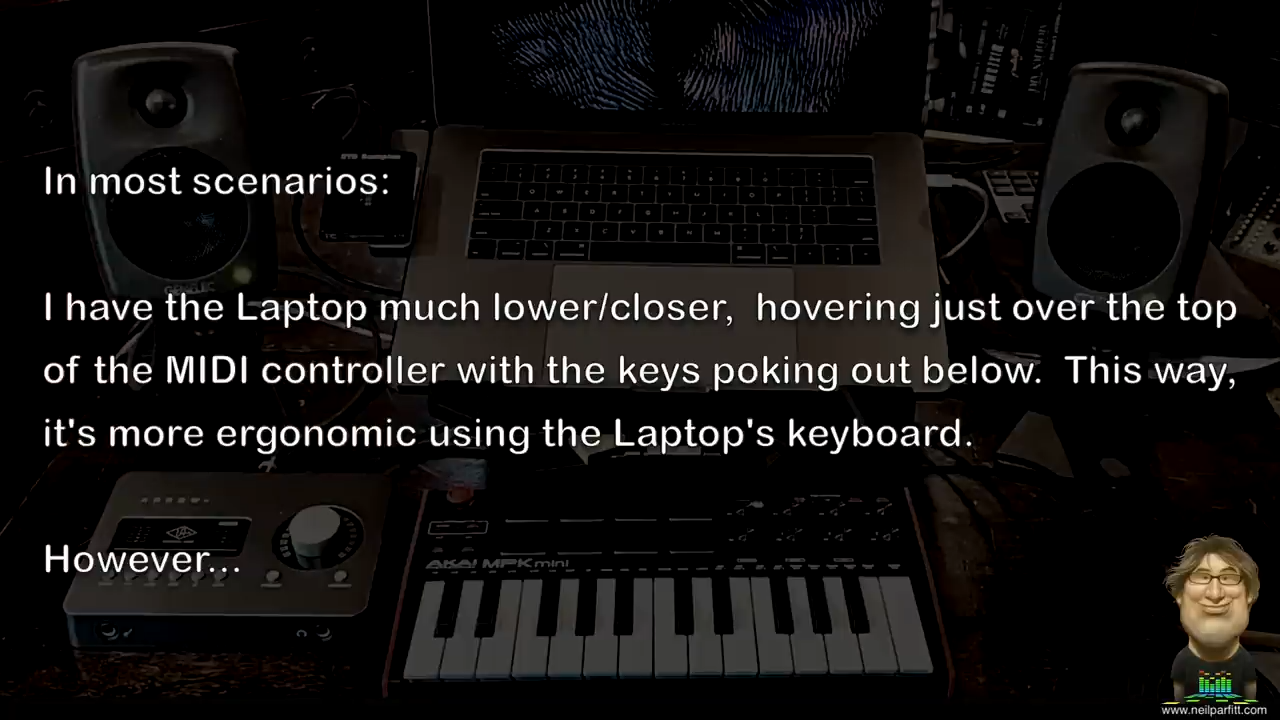 In most scenarios:
I have the Laptop much lower/closer,  hovering just over the top
of the MIDI controller with the keys poking out below.  This way,
it's more ergonomic using the Laptop's keyboard.
However...
GENELEC
AKAI MPKmini
www.neilparfitt.com